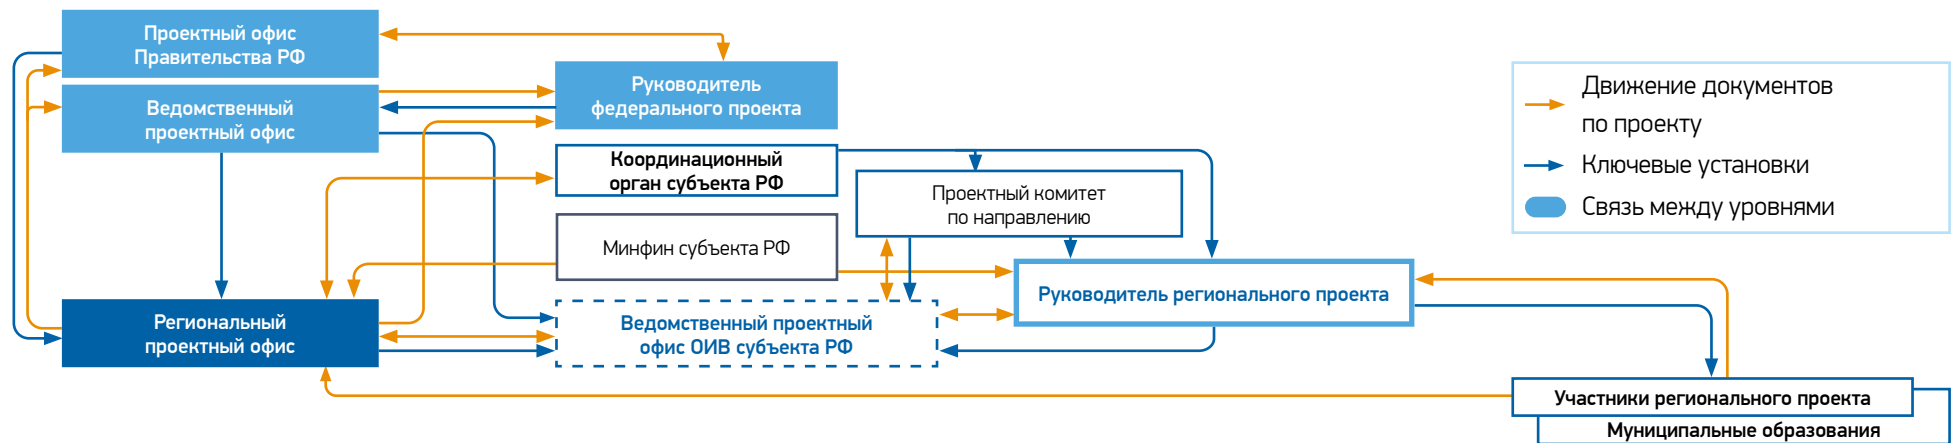 Проектный офис
Правительства РФ
Ведомственный
проектный офис
Руководитель
федерального проекта
Координационный
орган субъекта РФ
Проектный комитет
по направлению
Минфин субъекта РФ
Руководитель регионального проекта
Региональный
проектный офис
Ведомственный проектный
офис ОИВ субъекта РФ
Участники регионального проекта
Муниципальные образования
Движение документов
по проекту
Ключевые установки
Связь между уровнями